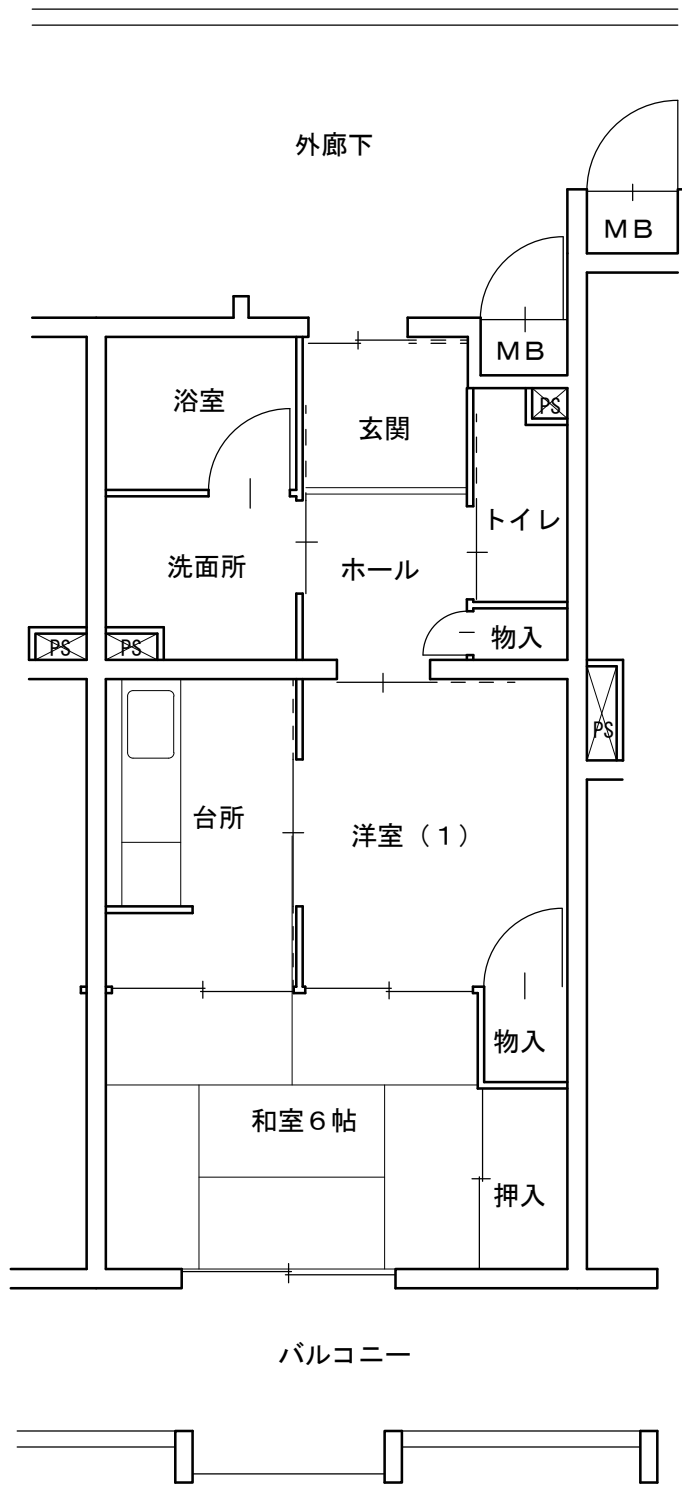 外廊下
MB
MB
浴室
PS
玄関
トイレ
洗面所
ホール
物入
PS
PS
PS
台所
洋室（１）
物入
和室６帖
押入
バルコニー